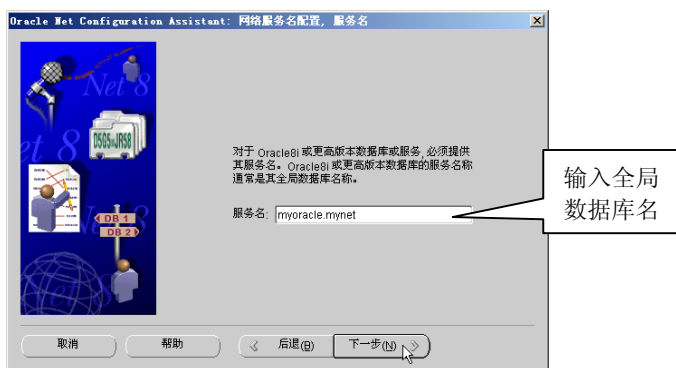 Oracle Net Configuration Assistant: 网络服务名配置, 服务名
Net 8
DSG5-JRS8
et 8
DB 1
DB 2
对于 Oracle8i 或更高版本数据库或服务, 必须提供
其服务名。Oracle8i 或更高版本数据库的服务名称
通常是其全局数据库名称。
服务名: myoracle.mynet
输入全局
数据库名
取消
帮助
后退(B)
下一步(N)